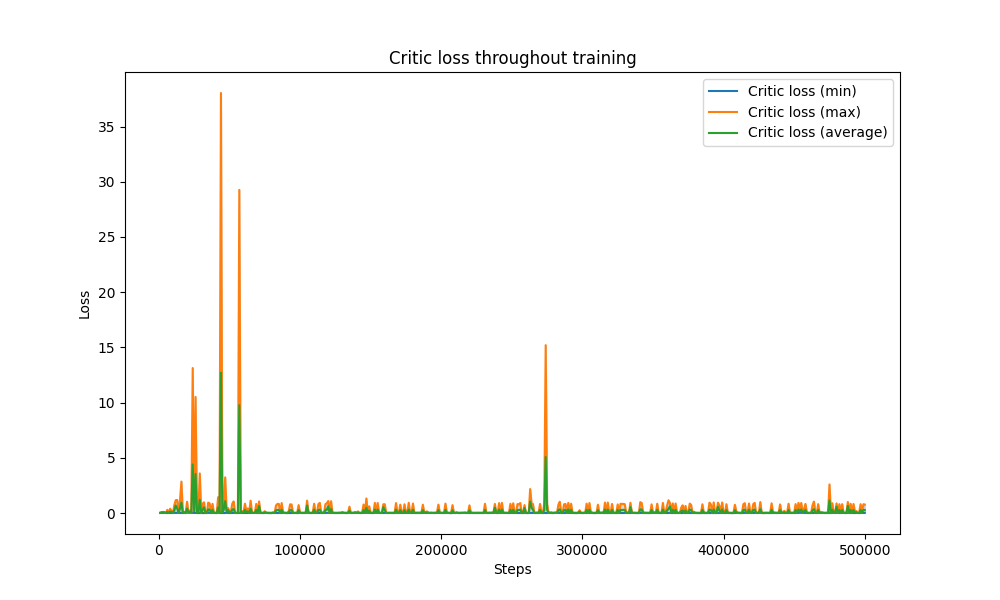 Critic loss throughout training
Critic loss (min)
Critic loss (max)
Critic loss (average)
Loss
35
30
25
20
15
10
5
0
0 100000 200000 300000 400000 500000
Steps